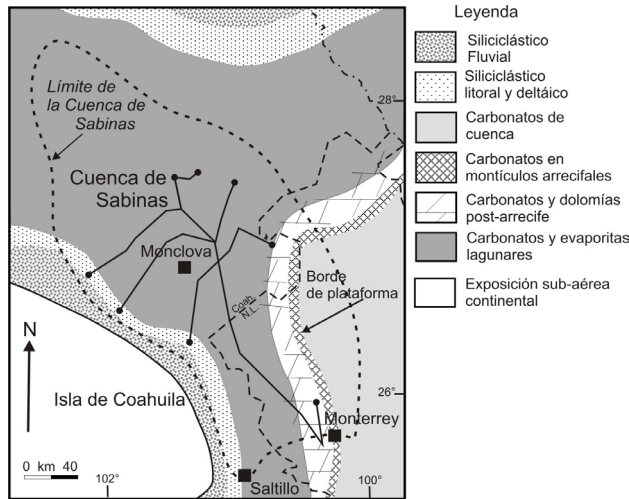 Límite de
la Cuenca de
Sabinas
Cuenca de
Sabinas
Monclova
Coah.
N.L.
Borde
de plataforma
28°
26°
N
Isla de Coahuila
Monterrey
0 km 40
102°
Saltillo
100°
Leyenda
Siliciclástico
Fluvial
Siliciclástico
litoral y deltáico
Carbonatos de
cuenca
Carbonatos en
montículos arrecifales
Carbonatos y dolomías
post-arrecife
Carbonatos y evaporitas
lagunares
Exposición sub-aérea
continental